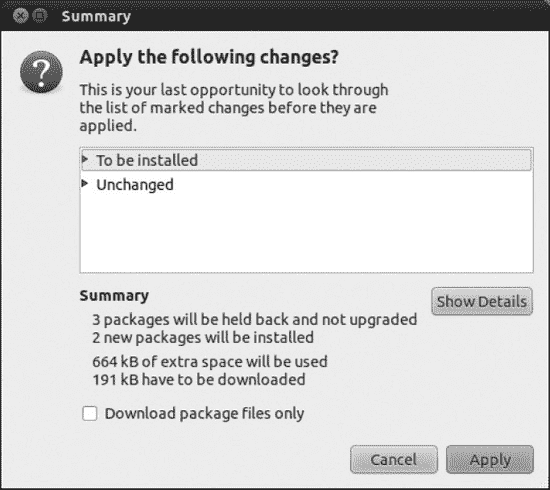 Summary
Apply the following changes?
This is your last opportunity to look through
the list of marked changes before they are
applied.
To be installed
Unchanged
Summary
Show Details
3 packages will be held back and not upgraded
2 new packages will be installed
664 kB of extra space will be used
191 kB have to be downloaded
Download package files only
Cancel
Apply